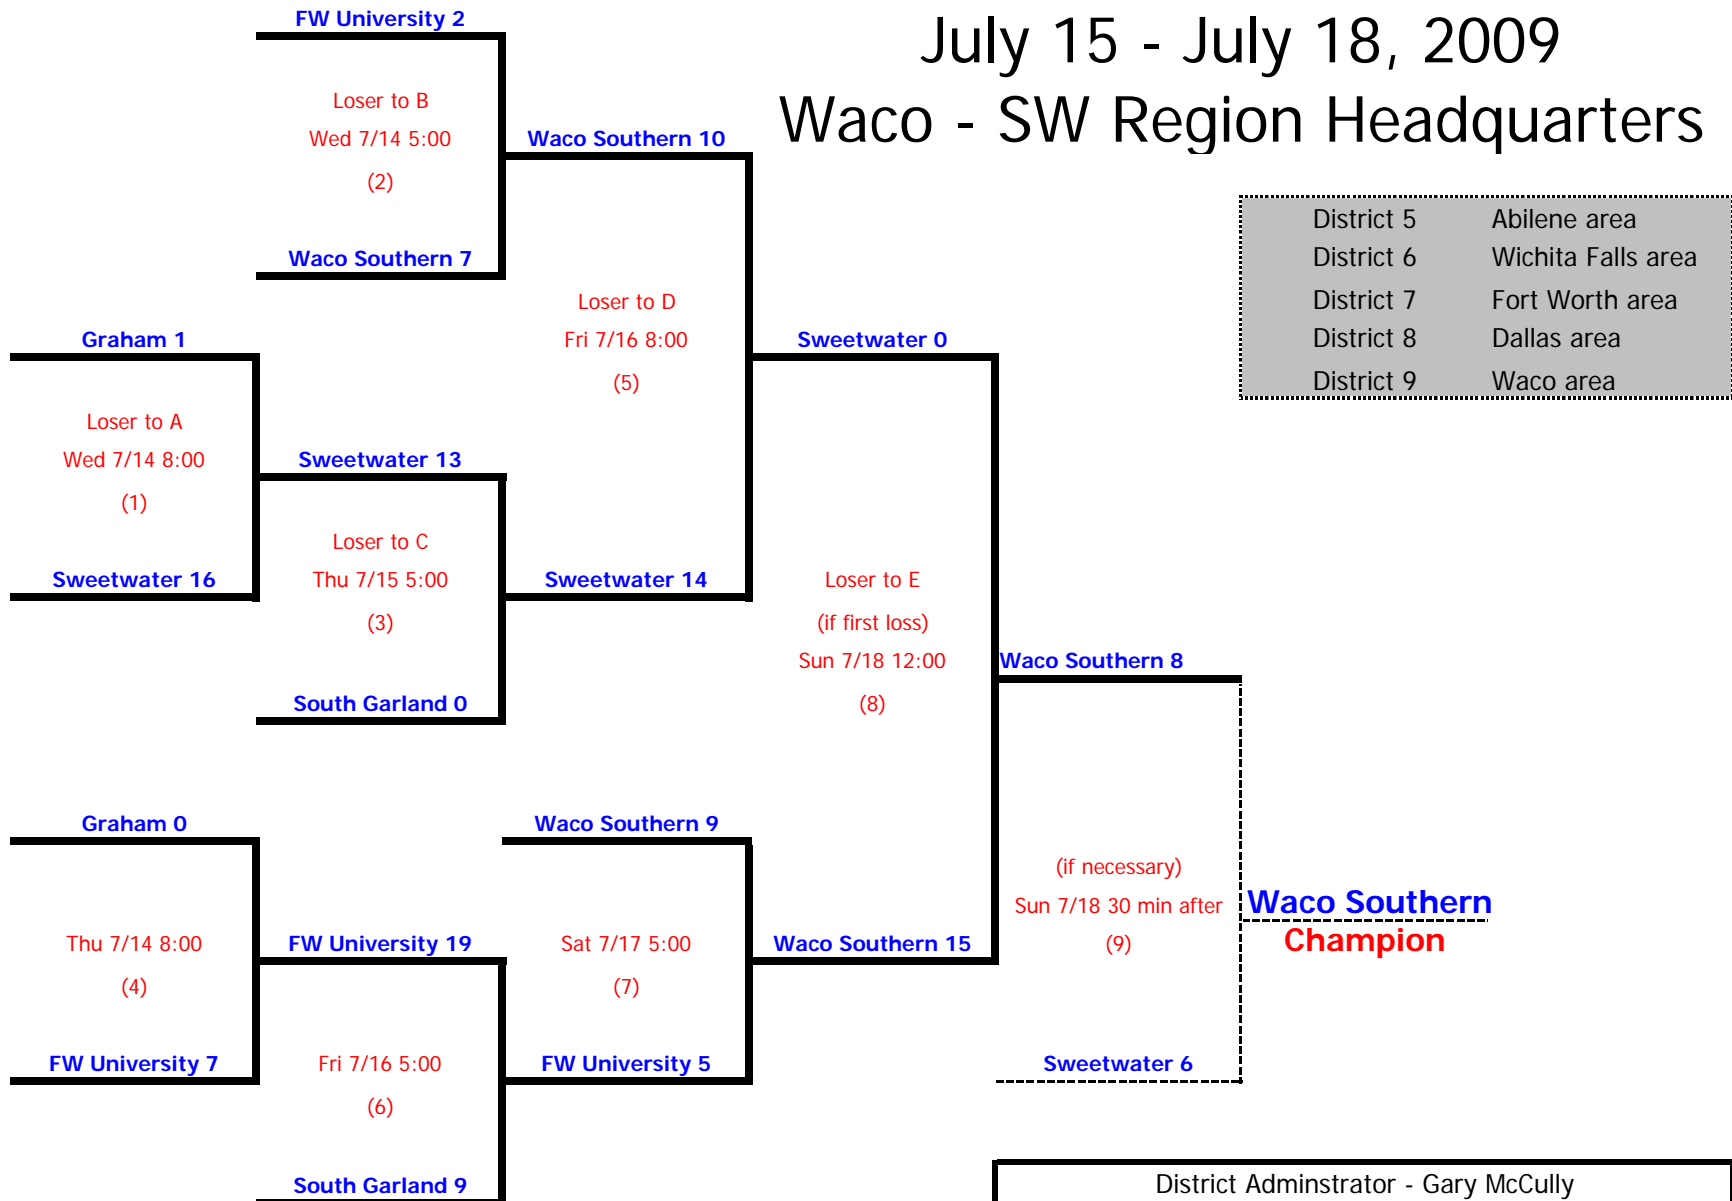 July 15 - July 18, 2009
Waco - SW Region Headquarters
FW University 2
Loser to B
Wed 7/14 5:00
(2)
Waco Southern 7
Waco Southern 10
Loser to D
Fri 7/16 8:00
(5)
Graham 1
Loser to A
Wed 7/14 8:00
(1)
Sweetwater 16
Sweetwater 13
Loser to C
Thu 7/15 5:00
(3)
South Garland 0
Sweetwater 14
Sweetwater 0
Loser to E
(if first loss)
Sun 7/18 12:00
(8)
District 5 Abilene area
District 6 Wichita Falls area
District 7 Fort Worth area
District 8 Dallas area
District 9 Waco area
Waco Southern 8
Graham 0
Thu 7/14 8:00
(4)
FW University 7
FW University 19
Fri 7/16 5:00
(6)
South Garland 9
Waco Southern 9
Sat 7/17 5:00
(7)
FW University 5
Waco Southern 15
(if necessary)
Sun 7/18 30 min after
(9)
Sweetwater 6
Waco Southern
Champion
District Adminstrator - Gary McCully